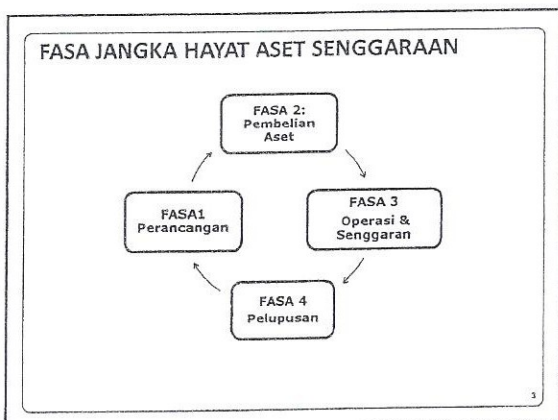 FASA JANGKA HAYAT ASET SENGGARAAN
FASA 2:
Pembelian
Aset
FASA1
Perancangan
FASA 3
Operasi &
Senggaran
FASA 4
Pelupusan
3